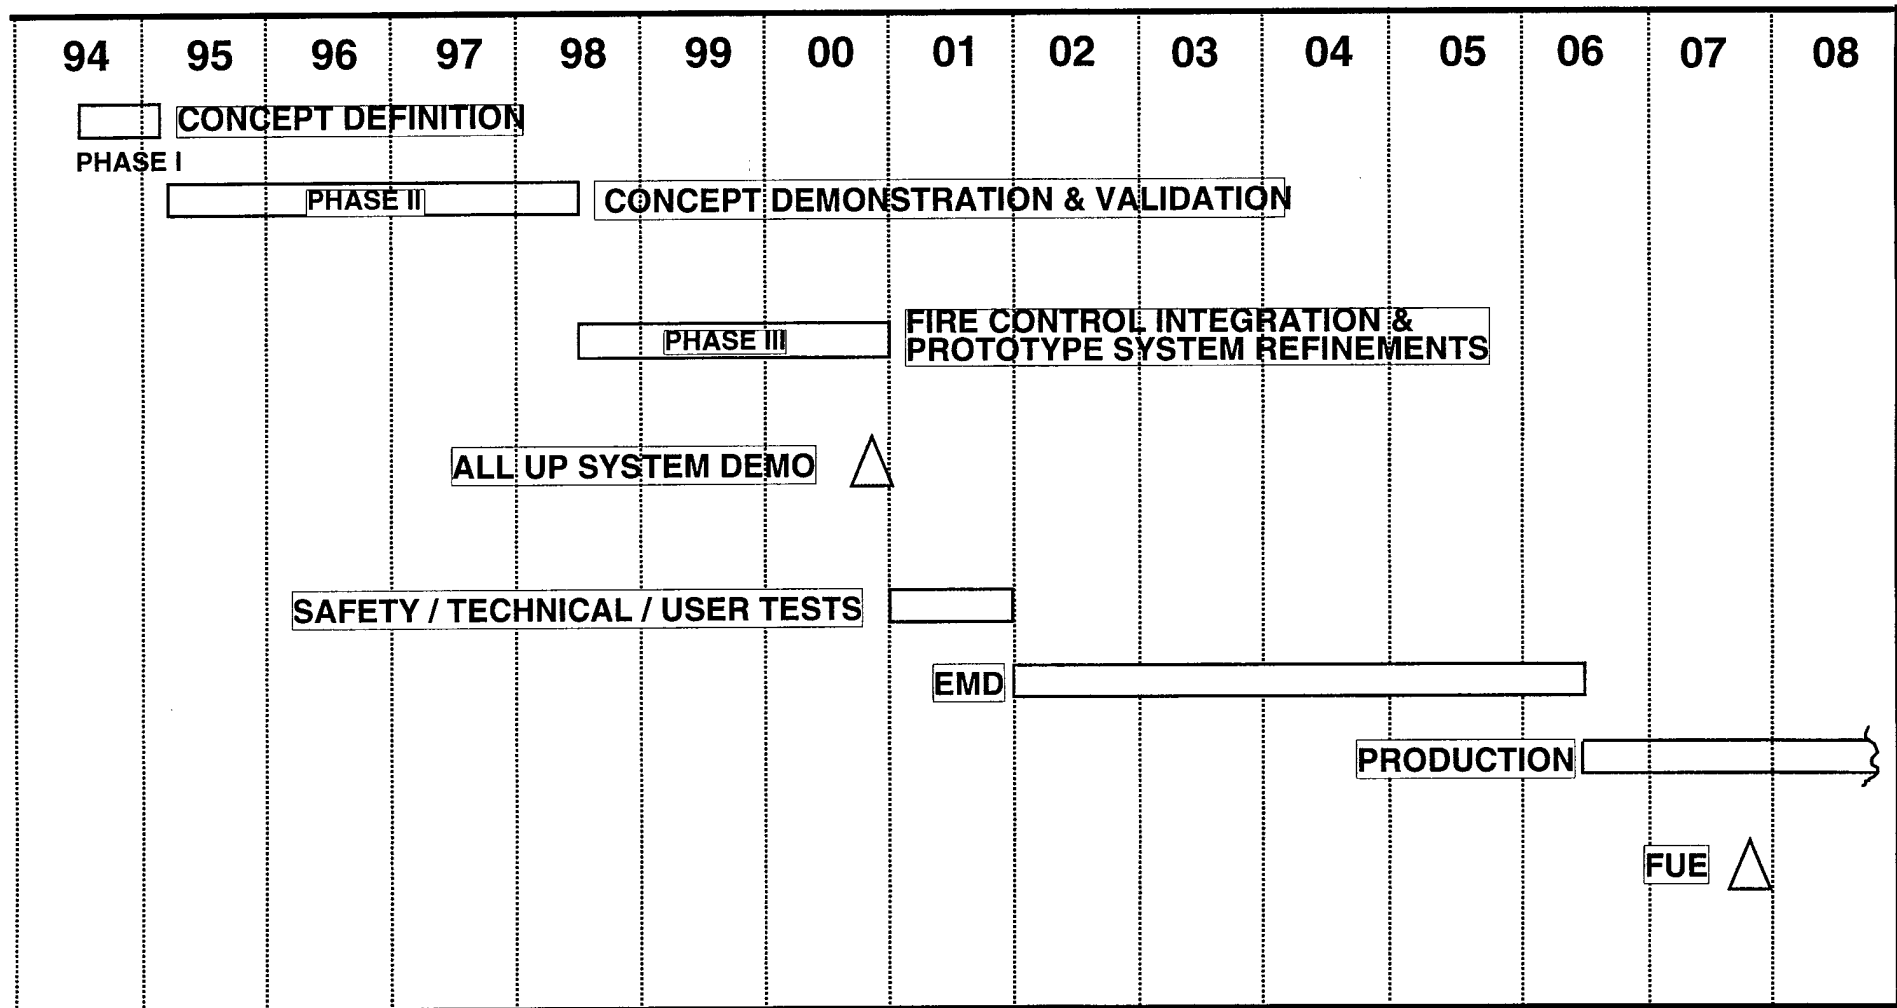 94 95 96 97 98 99 00 01 02 03 04 05 06 07 08
CONCEPT DEFINITION
PHASE I
PHASE II
CONCEPT DEMONSTRATION & VALIDATION
PHASE III
FIRE CONTROL INTEGRATION &
PROTOTYPE SYSTEM REFINEMENTS
ALL UP SYSTEM DEMO
SAFETY / TECHNICAL / USER TESTS
EMD
PRODUCTION
FUE